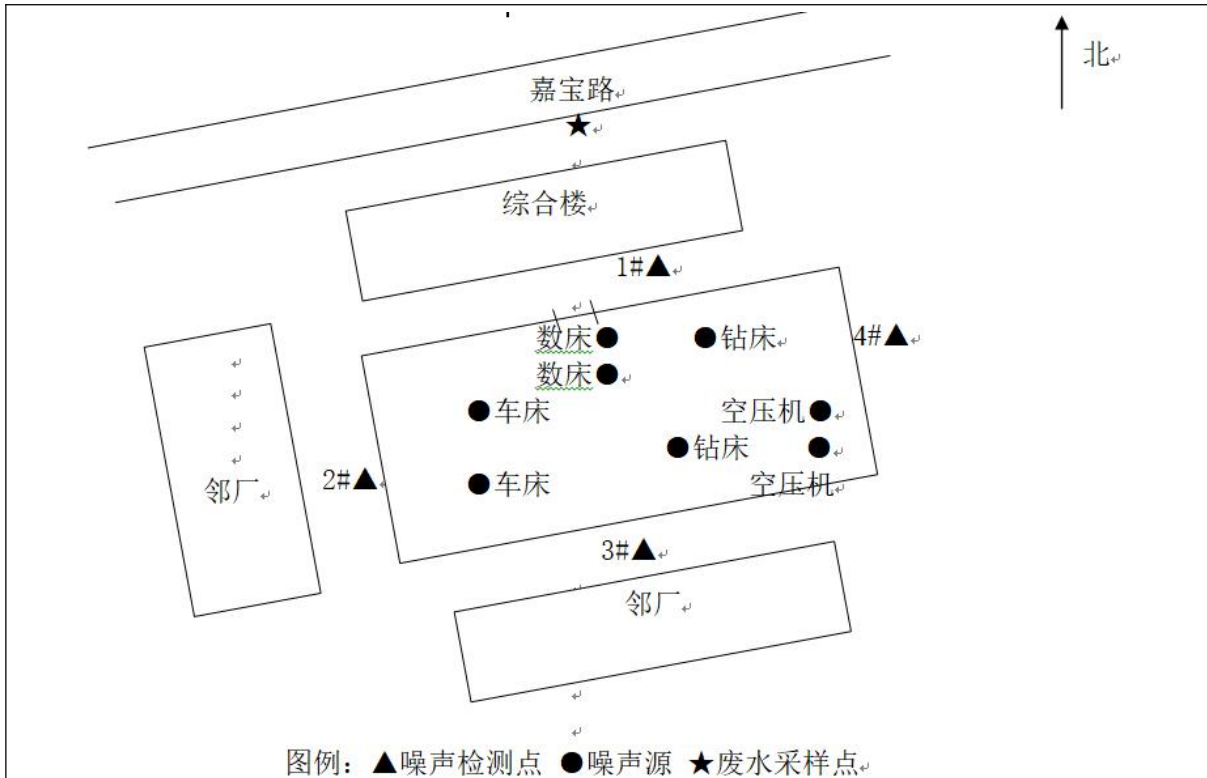 北
嘉宝路
★
综合楼
1#▲
数床● ●钻床 4#▲
数床●
●车床 空压机●
●钻床 ●
邻厂 2#▲ ●车床 空压机
3#▲
邻厂
图例：▲噪声检测点 ●噪声源 ★废水采样点